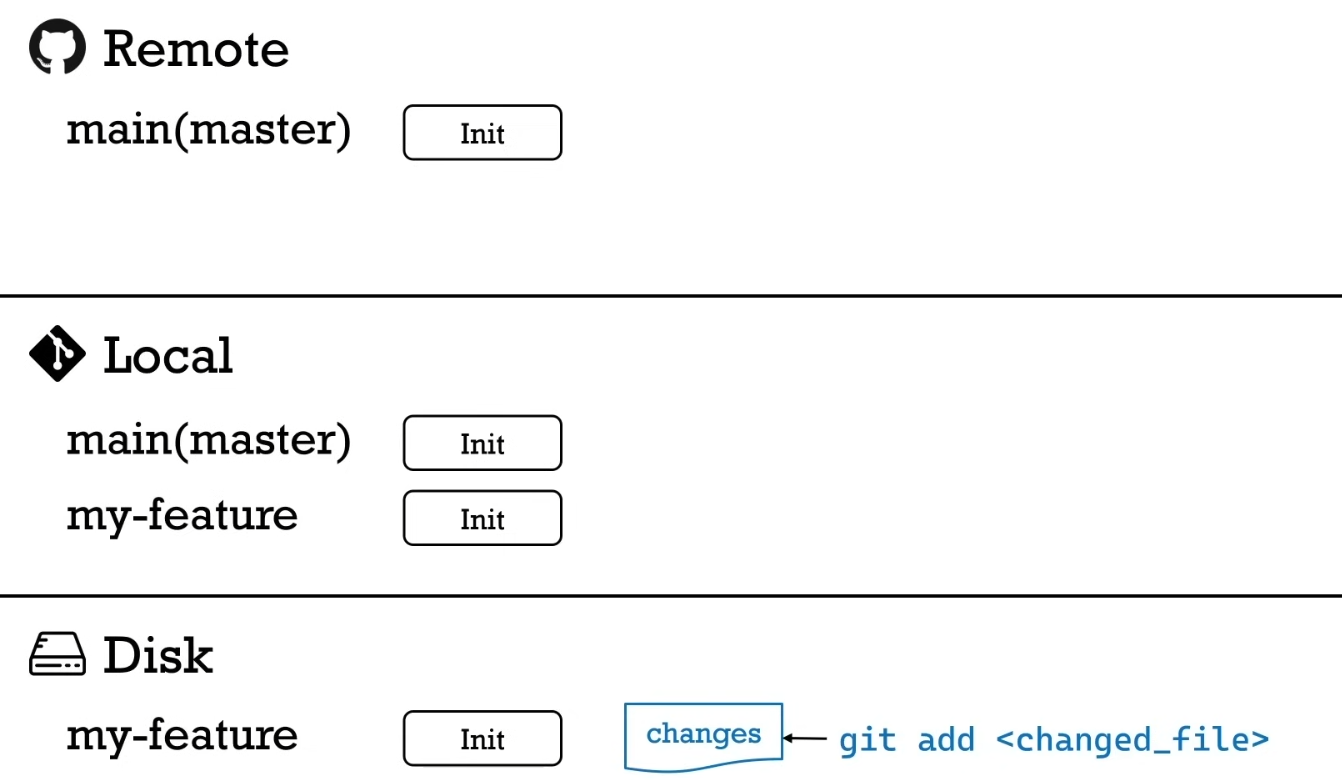 Remote
main(master) Init
Local
main(master) Init
my-feature Init
Disk
my-feature Init changes git add <changed_file>